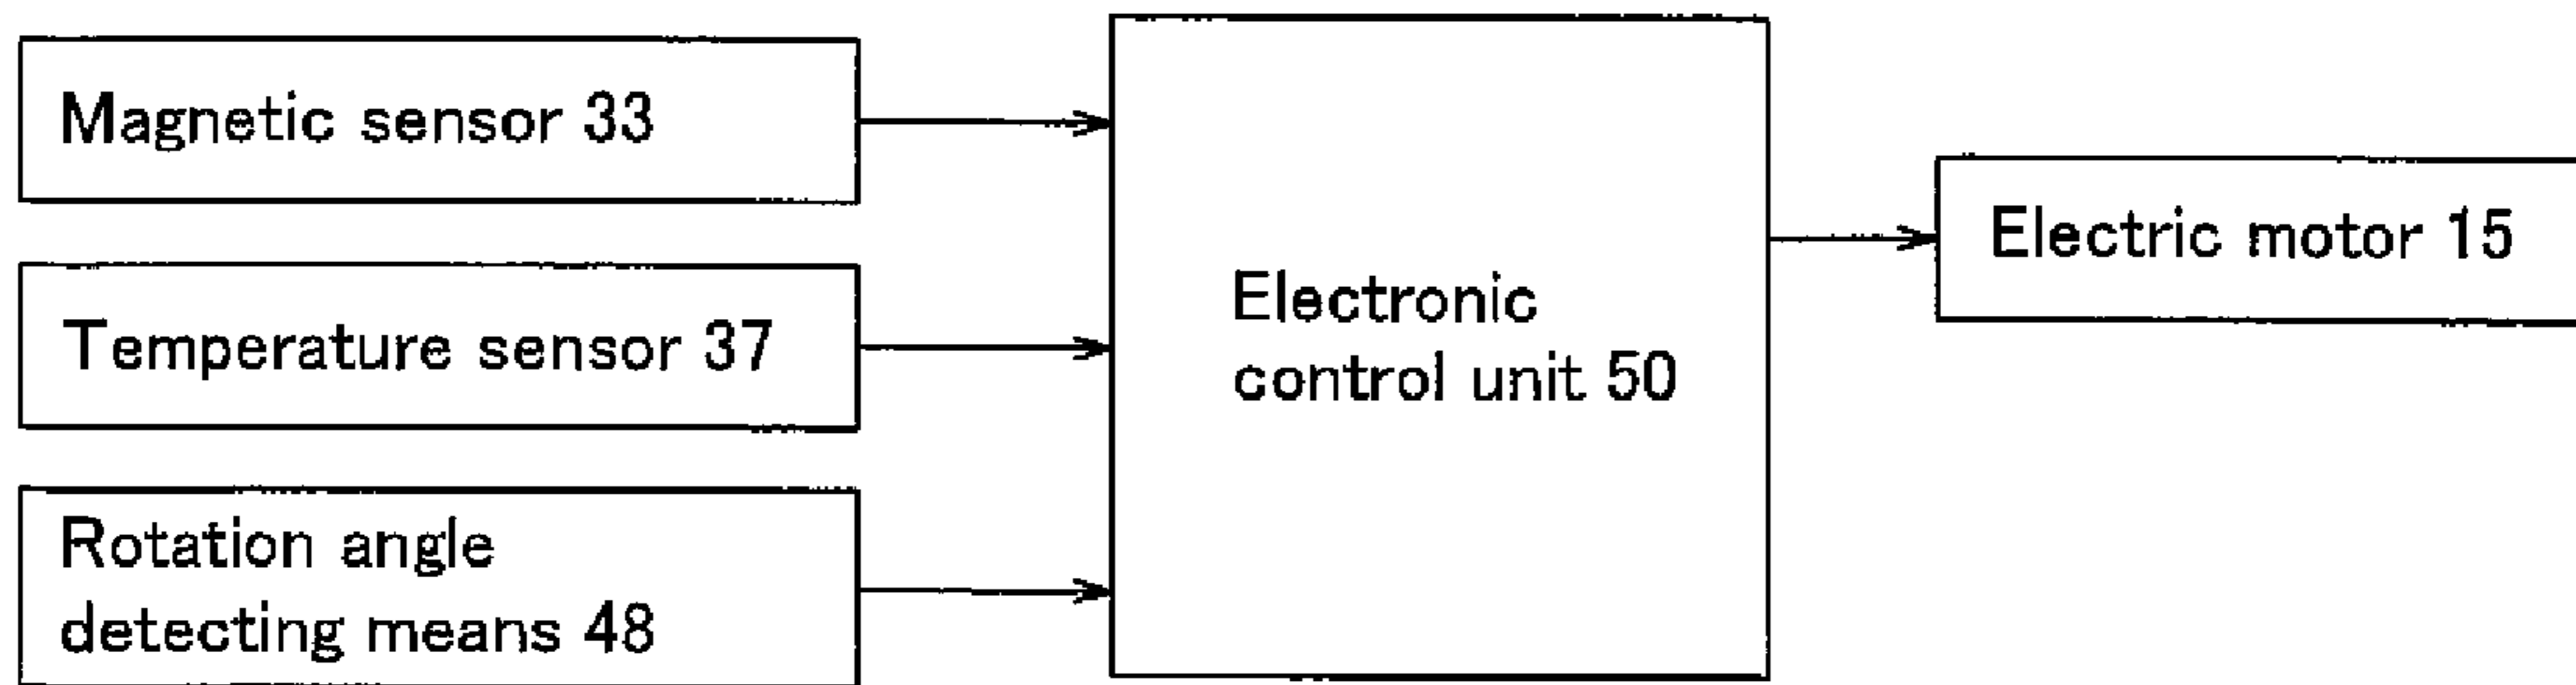 Magnetic sensor 33
Temperature sensor 37
Rotation angle
detecting means 48
Electronic
control unit 50
Electric motor 15